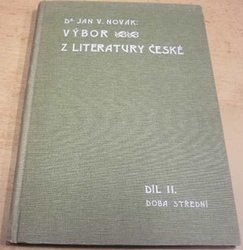 DR JAN V. NOVÁK:
VÝBOR
Z LITERATURY ČESKÉ
DÍL II.
DOBA STŘEDNÍ